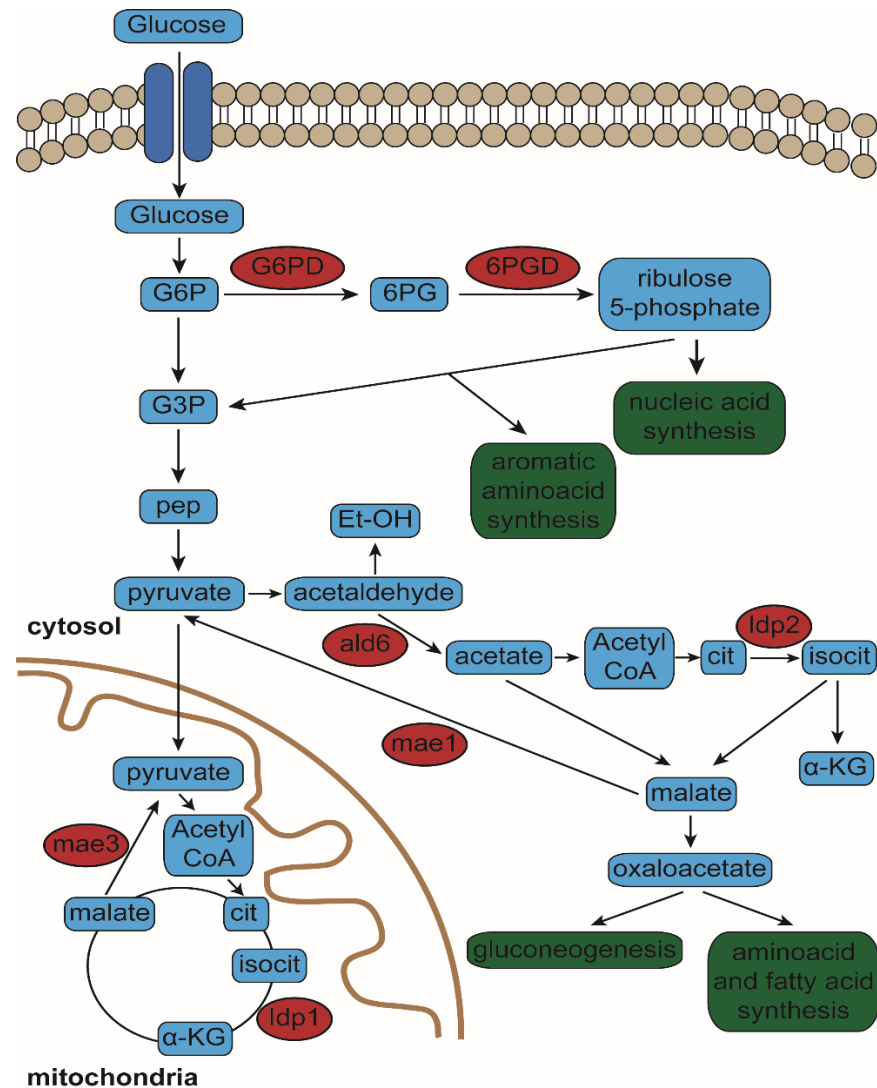 Glucose
Glucose
G6PD
6PGD
G6P
6PG
ribulose
5-phosphate
G3P
nucleic acid
synthesis
aromatic
aminoacid
synthesis
pep
Et-OH
pyruvate
acetaldehyde
cytosol
ald6
Idp2
acetate
Acetyl
CoA
cit
isocit
mae1
α-KG
pyruvate
malate
mae3
Acetyl
CoA
oxaloacetate
malate
cit
gluconeogenesis
aminoacid
and fatty acid
synthesis
isocit
Idp1
α-KG
mitochondria